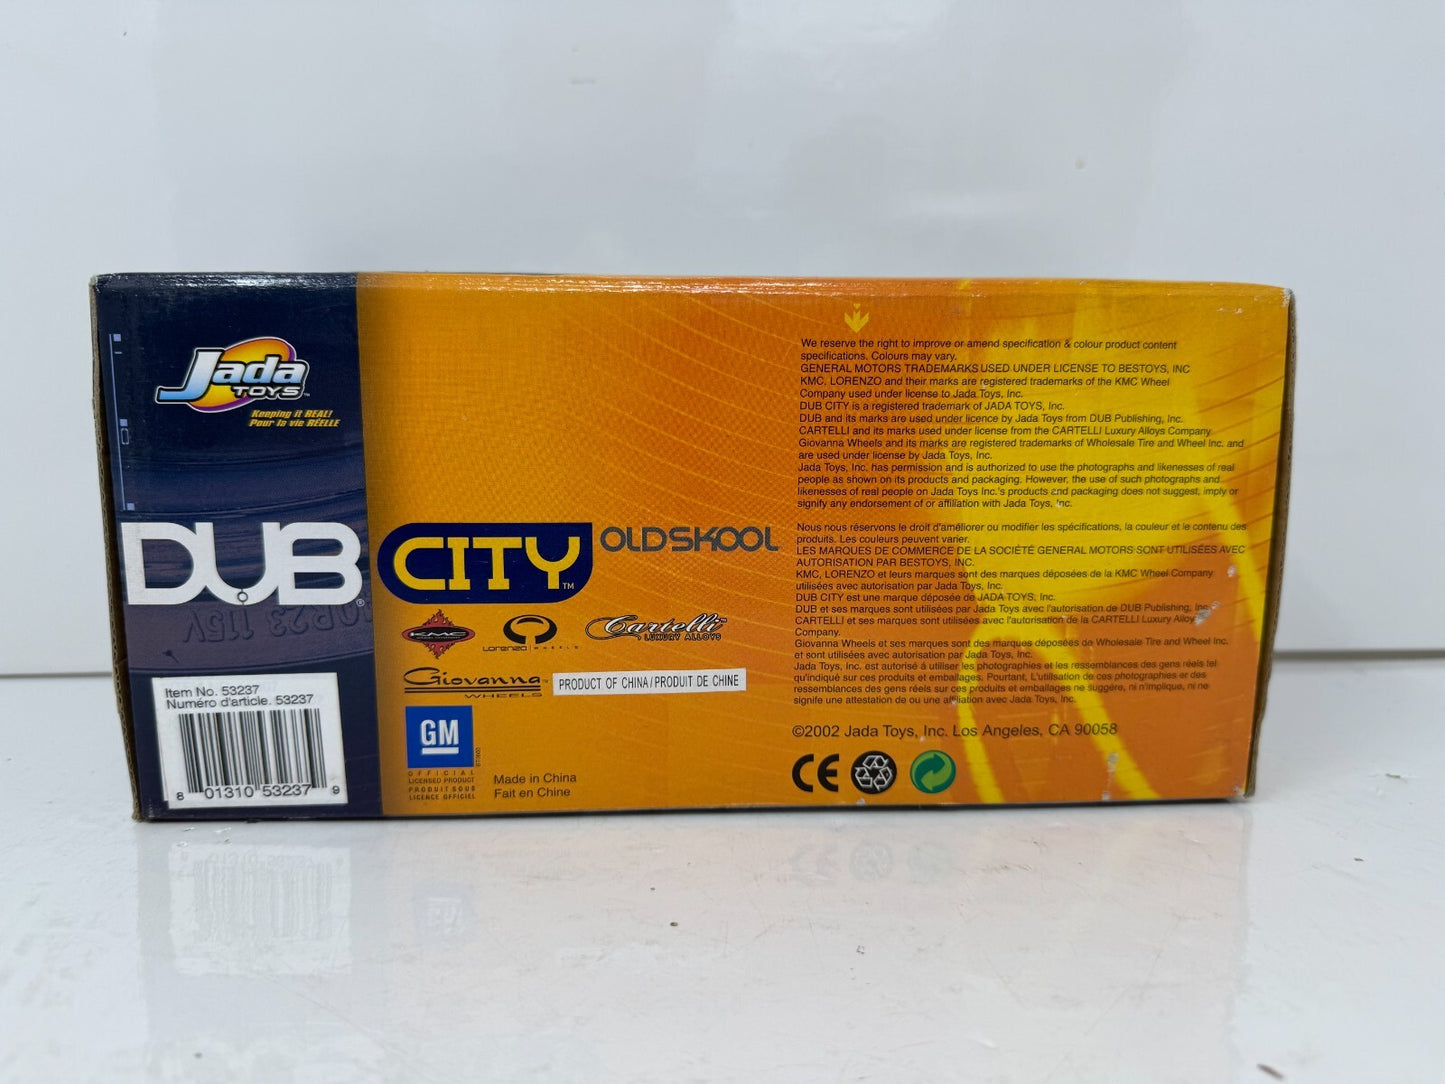 Jada
TOYS™
Keeping it REAL!
Pour la vie RÉELLE
DUB®
CITY™
OLDSKOOL
KMC
LORENZO WHEELS
Cartelli™
LUXURY ALLOYS
Giovanna™
WHEELS
PRODUCT OF CHINA/PRODUIT DE CHINE
GM
OFFICIAL
LICENSED PRODUCT
PRODUIT SOUS
LICENCE OFFICIEL
Made in China
Fait en Chine
Item No. 53237
Numéro d'article. 53237
8 01310 53237 9
We reserve the right to improve or amend specification & colour product content
specifications. Colours may vary.
GENERAL MOTORS TRADEMARKS USED UNDER LICENSE TO BESTOYS, INC
KMC, LORENZO and their marks are registered trademarks of the KMC Wheel
Company used under license to Jada Toys, Inc.
DUB CITY is a registered trademark of JADA TOYS, Inc.
DUB and its marks are used under licence by Jada Toys from DUB Publishing, Inc.
CARTELLI and its marks used under license from the CARTELLI Luxury Alloys Company.
Giovanna Wheels and its marks are registered trademarks of Wholesale Tire and Wheel Inc. and
are used under license by Jada Toys, Inc.
Jada Toys, Inc. has permission and is authorized to use the photographs and likenesses of real
people as shown on its products and packaging. However, the use of such photographs and
likenesses of real people on Jada Toys Inc.'s products and packaging does not suggest, imply or
signify any endorsement of or affiliation with Jada Toys, Inc.
Nous nous réservons le droit d'améliorer ou modifier les spécifications, la couleur et le contenu des
produits. Les couleurs peuvent varier.
LES MARQUES DE COMMERCE DE LA SOCIÉTÉ GENERAL MOTORS SONT UTILISÉES AVEC
AUTORISATION PAR BESTOYS, INC.
KMC, LORENZO et leurs marques sont des marques déposées de la KMC Wheel Company
utilisées avec autorisation par Jada Toys, Inc.
DUB CITY est une marque déposée de JADA TOYS, Inc.
DUB et ses marques sont utilisées par Jada Toys avec l'autorisation de DUB Publishing, Inc.
CARTELLI et ses marques sont utilisées avec l'autorisation de la CARTELLI Luxury Alloys
Company.
Giovanna Wheels et ses marques sont des marques déposées de Wholesale Tire and Wheel Inc.
et sont utilisées avec autorisation par Jada Toys, Inc.
Jada Toys, Inc. est autorisé à utiliser les photographies et les ressemblances des gens réels tel
qu'indiqué sur ces produits et emballages. Pourtant, L'utilisation de ces photographies et des
ressemblances des gens réels sur ces produits et emballages ne suggère, ni n'implique, ni ne
signifie une attestation de ou une affiliation avec Jada Toys, Inc.
©2002 Jada Toys, Inc. Los Angeles, CA 90058
CE